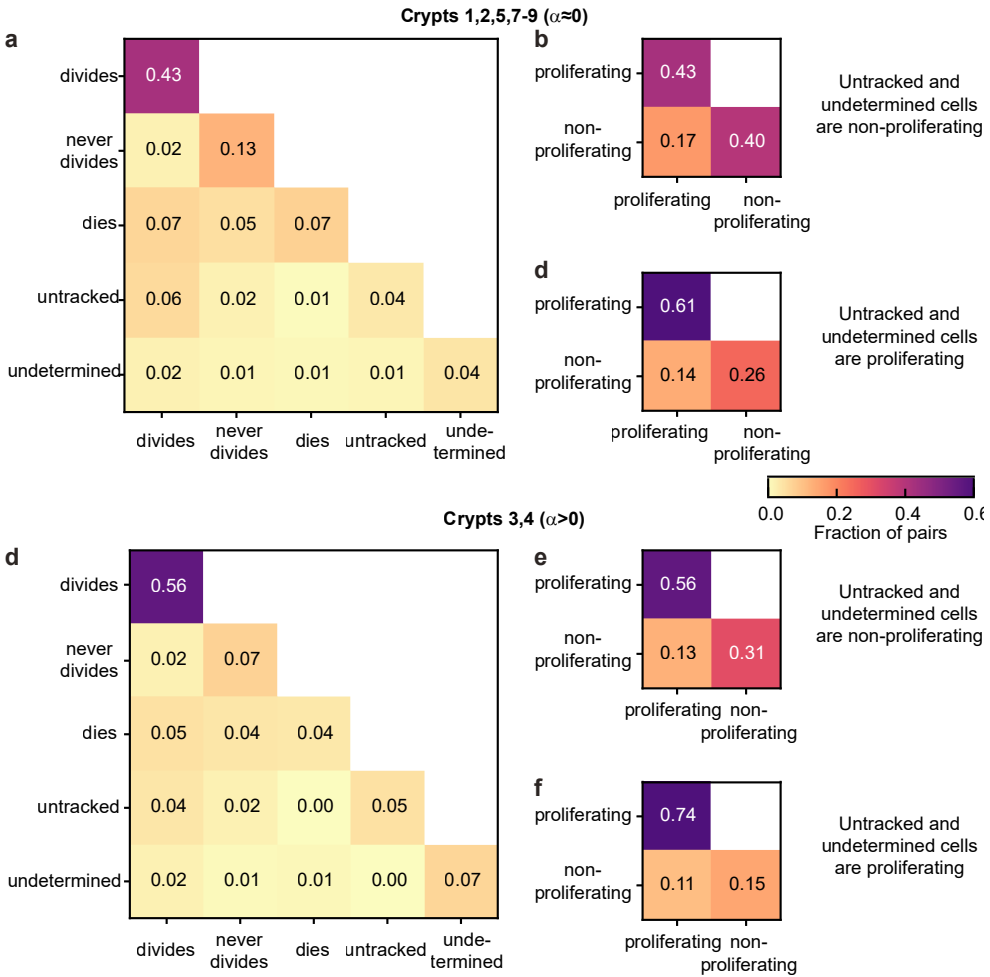 Crypts 1,2,5,7-9 (α≈0)
a
divides
0.43
never
divides
0.02
0.13
dies
0.07
0.05
0.07
untracked
0.06
0.02
0.01
0.04
undetermined
0.02
0.01
0.01
0.01
0.04
divides
never
divides
dies
untracked
unde-
termined
b
proliferating
0.43
non-
proliferating
0.17
0.40
proliferating
non-
proliferating
Untracked and
undetermined cells
are non-proliferating
d
proliferating
0.61
non-
proliferating
0.14
0.26
proliferating
non-
proliferating
Untracked and
undetermined cells
are proliferating
0.0
0.2
0.4
0.6
Fraction of pairs
Crypts 3,4 (α>0)
d
divides
0.56
never
divides
0.02
0.07
dies
0.05
0.04
0.04
untracked
0.04
0.02
0.00
0.05
undetermined
0.02
0.01
0.01
0.00
0.07
divides
never
divides
dies
untracked
unde-
termined
e
proliferating
0.56
non-
proliferating
0.13
0.31
proliferating
non-
proliferating
Untracked and
undetermined cells
are non-proliferating
f
proliferating
0.74
non-
proliferating
0.11
0.15
proliferating
non-
proliferating
Untracked and
undetermined cells
are proliferating